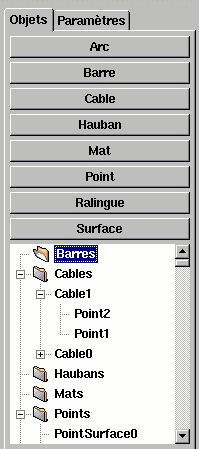 Objets Paramètres
Arc
Barre
Cable
Hauban
Mat
Point
Ralingue
Surface
Barres
Cables
Cable1
Point2
Point1
Cable0
Haubans
Mats
Points
PointSurface0